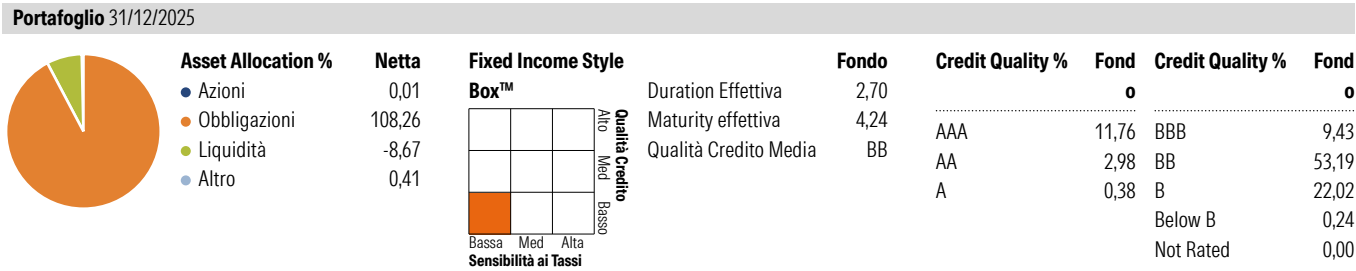 Portafoglio 31/12/2025
Asset Allocation % Netta
Azioni 0,01
Obbligazioni 108,26
Liquidità -8,67
Altro 0,41
Fixed Income Style
Box™
Alto Med Basso
Qualità Credito
Bassa Med Alta
Sensibilità ai Tassi
Fondo
Duration Effettiva 2,70
Maturity effettiva 4,24
Qualità Credito Media BB
Credit Quality % Fond
o
AAA 11,76
AA 2,98
A 0,38
Credit Quality % Fond
o
BBB 9,43
BB 53,19
B 22,02
Below B 0,24
Not Rated 0,00